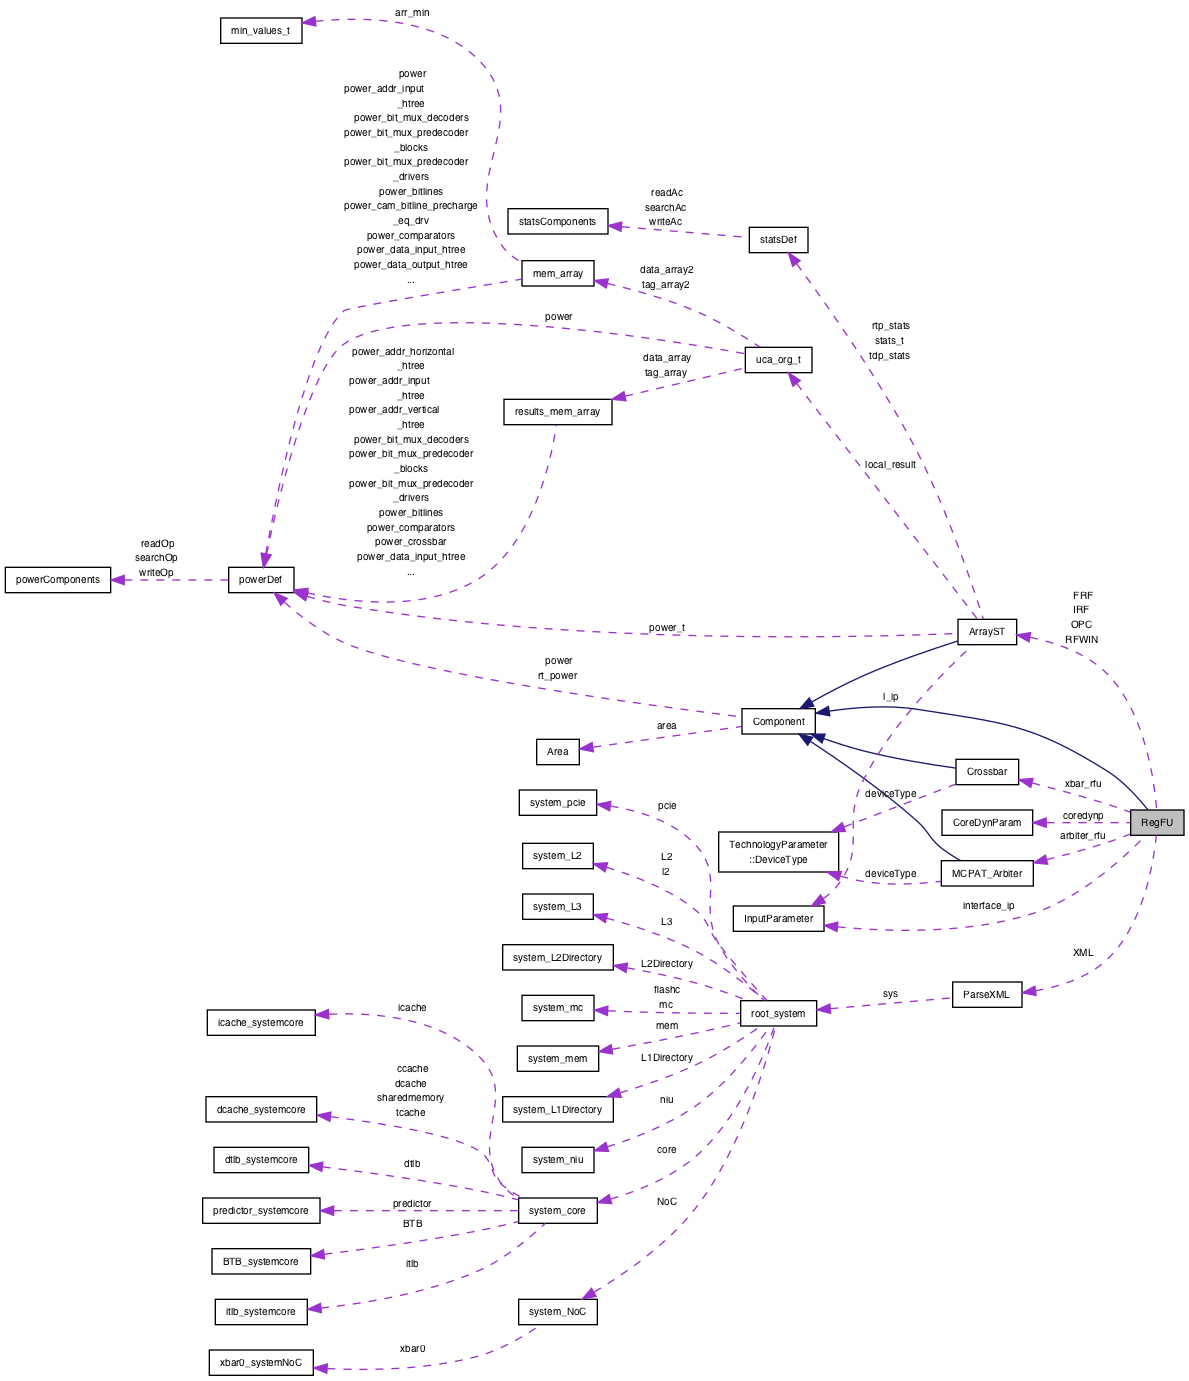 arr_min
min_values_t
power
power_addr_input
_htree
power_bit_mux_decoders
power_bit_mux_predecoder
_blocks
power_bit_mux_predecoder
_drivers
power_bitlines
power_cam_bitline_precharge
_eq_drv
power_comparators
power_data_input_htree
power_data_output_htree
...
readAc
searchAc
writeAc
statsComponents
statsDef
mem_array
data_array2
tag_array2
power
rtp_stats
stats_t
tdp_stats
uca_org_t
data_array
tag_array
results_mem_array
power_addr_horizontal
_htree
power_addr_input
_htree
power_addr_vertical
_htree
power_bit_mux_decoders
power_bit_mux_predecoder
_blocks
power_bit_mux_predecoder
_drivers
power_bitlines
power_comparators
power_crossbar
power_data_input_htree
...
local_result
readOp
searchOp
writeOp
powerComponents
powerDef
power_t
FRF
IRF
OPC
RFWIN
ArrayST
power
rt_power
l_ip
Component
area
Area
Crossbar
xbar_rfu
deviceType
system_pcie
pcie
CoreDynParam
coredynp
RegFU
arbiter_rfu
TechnologyParameter
::DeviceType
system_L2
L2
l2
deviceType
MCPAT_Arbiter
system_L3
L3
InputParameter
interface_ip
system_L2Directory
L2Directory
XML
ParseXML
sys
root_system
flashc
mc
system_mc
icache
icache_systemcore
mem
system_mem
L1Directory
system_L1Directory
ccache
dcache
sharedmemory
tcache
dcache_systemcore
niu
system_niu
dtlb_systemcore
dtlb
core
predictor_systemcore
predictor
system_core
NoC
BTB
BTB_systemcore
itlb
itlb_systemcore
system_NoC
xbar0
xbar0_systemNoC